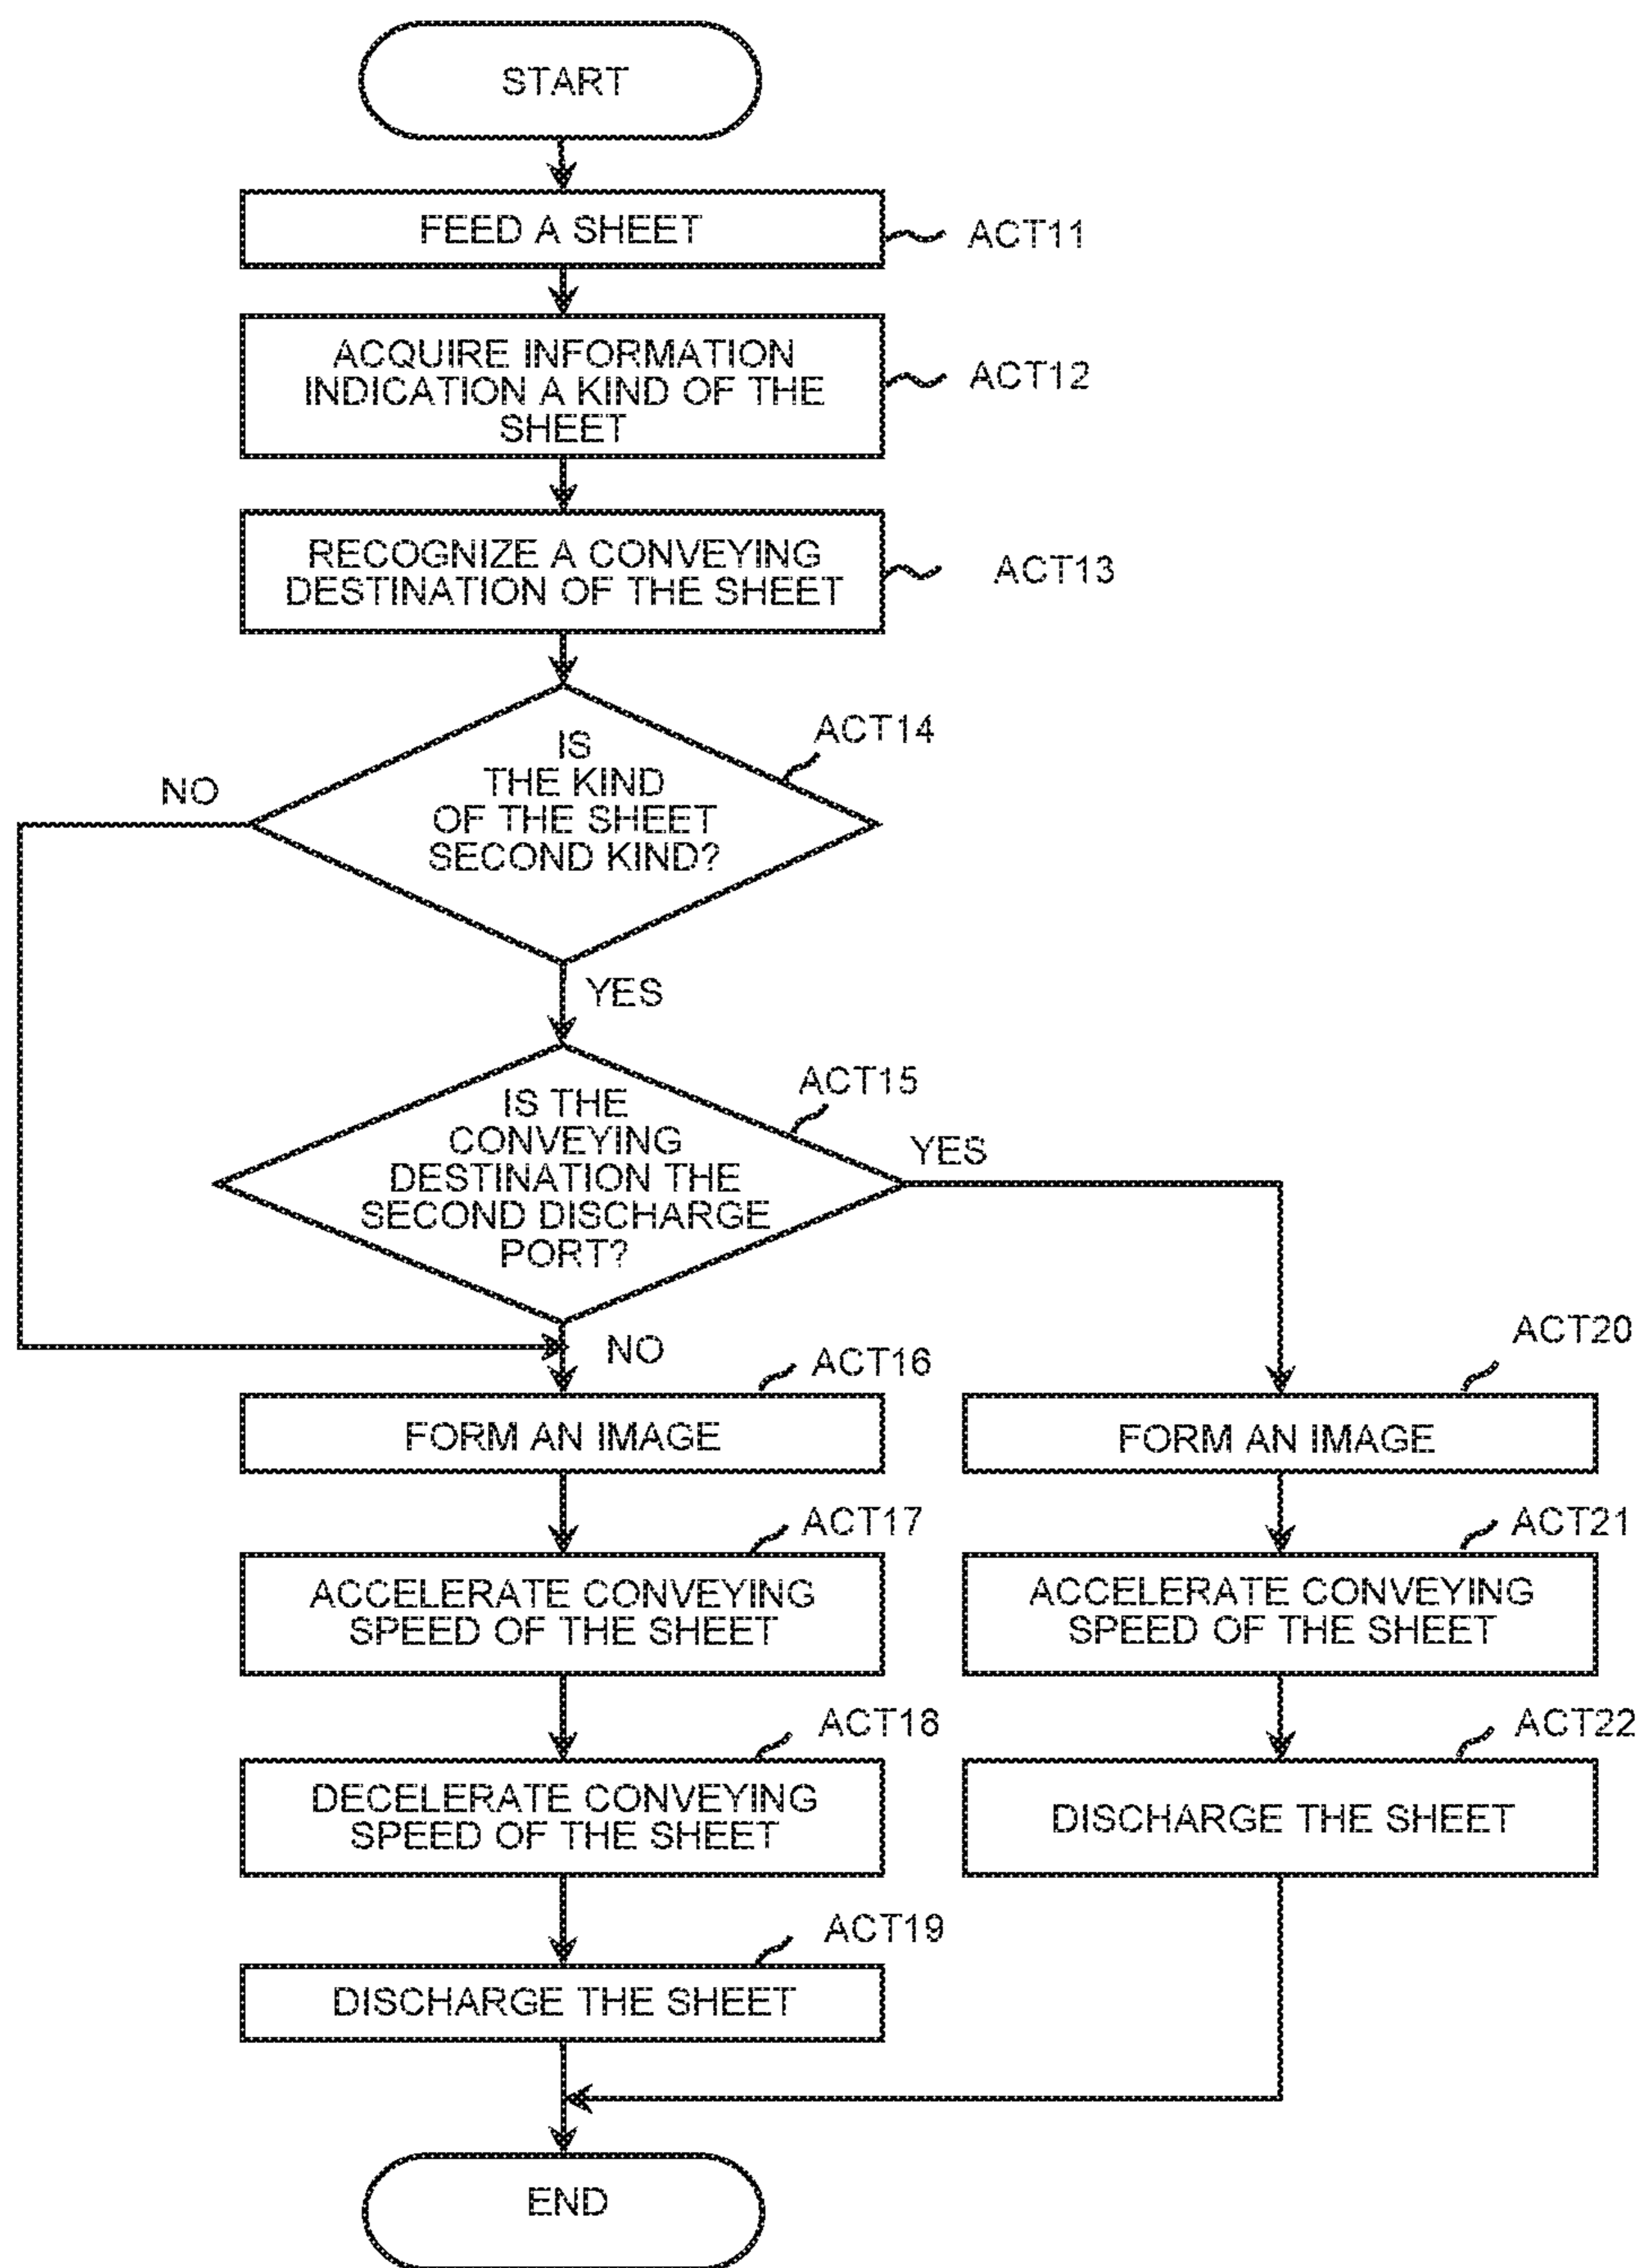 START
FEED A SHEET
ACT11
ACQUIRE INFORMATION
INDICATION A KIND OF THE
SHEET
ACT12
RECOGNIZE A CONVEYING
DESTINATION OF THE SHEET
ACT13
IS
THE KIND
OF THE SHEET
SECOND KIND?
ACT14
NO
YES
IS THE
CONVEYING
DESTINATION THE
SECOND DISCHARGE
PORT?
ACT15
YES
NO
ACT16
FORM AN IMAGE
ACT20
FORM AN IMAGE
ACT17
ACCELERATE CONVEYING
SPEED OF THE SHEET
ACT21
ACCELERATE CONVEYING
SPEED OF THE SHEET
ACT18
DECELERATE CONVEYING
SPEED OF THE SHEET
ACT22
DISCHARGE THE SHEET
ACT19
DISCHARGE THE SHEET
END